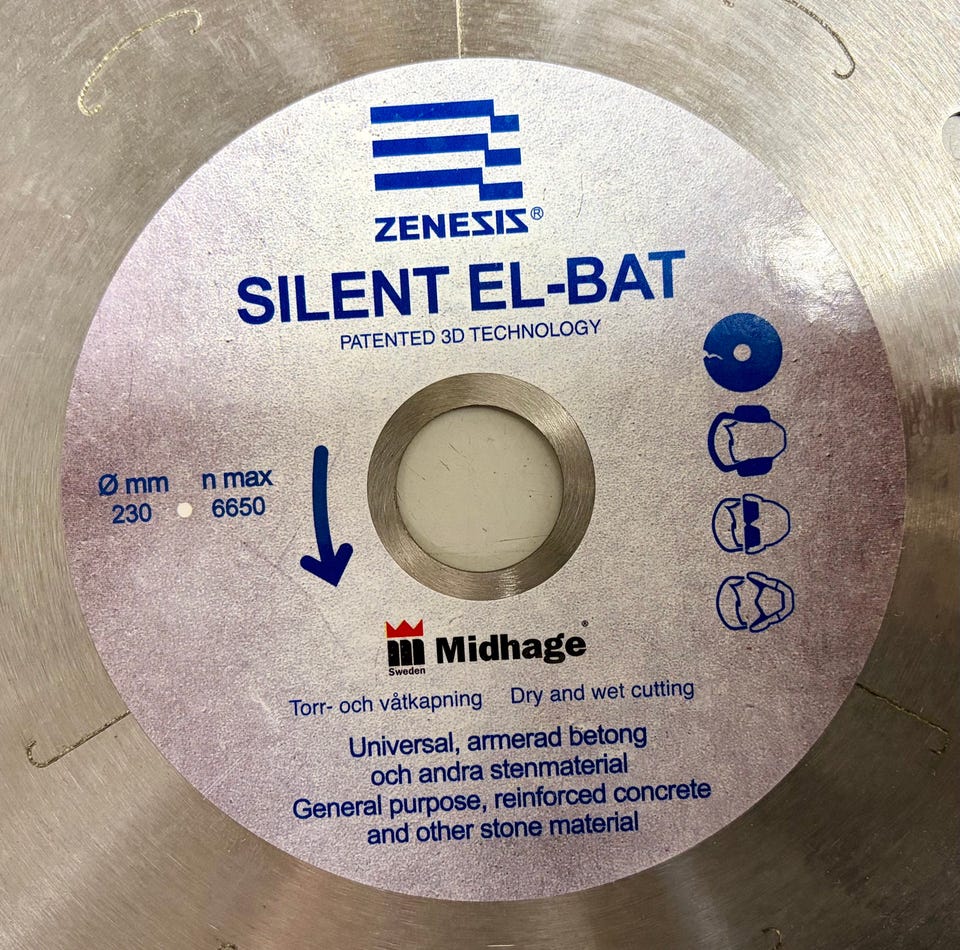 ZENESIS®
SILENT EL-BAT
PATENTED 3D TECHNOLOGY
Ø mm n max
230 6650
Midhage®
Sweden
Torr- och våtkapning Dry and wet cutting
Universal, armerad betong
och andra stenmaterial
General purpose, reinforced concrete
and other stone material